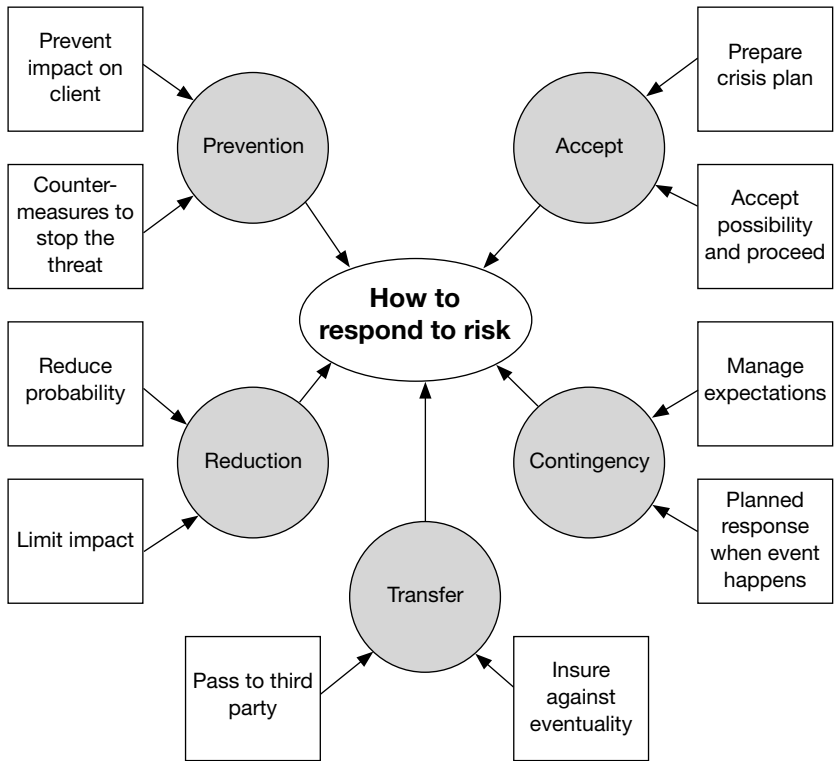 Prevent
impact on
client
Prevention
Counter-
measures to
stop the
threat
Prepare
crisis plan
Accept
Accept
possibility
and proceed
How to
respond to risk
Reduce
probability
Reduction
Limit impact
Manage
expectations
Contingency
Planned
response
when event
happens
Transfer
Pass to third
party
Insure
against
eventuality